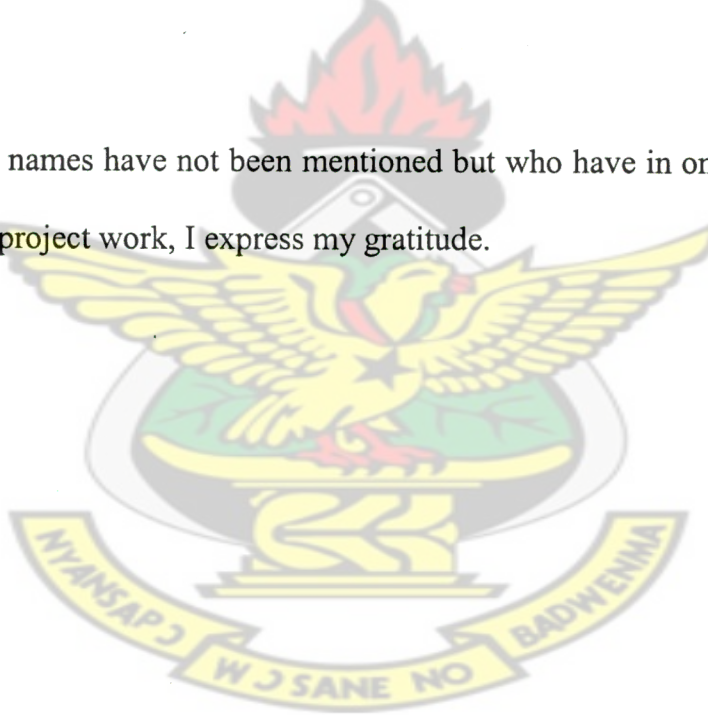 names have not been mentioned but who have in on
project work, I express my gratitude.
NYANSAPƆ WƆSANE NO BADWENMA